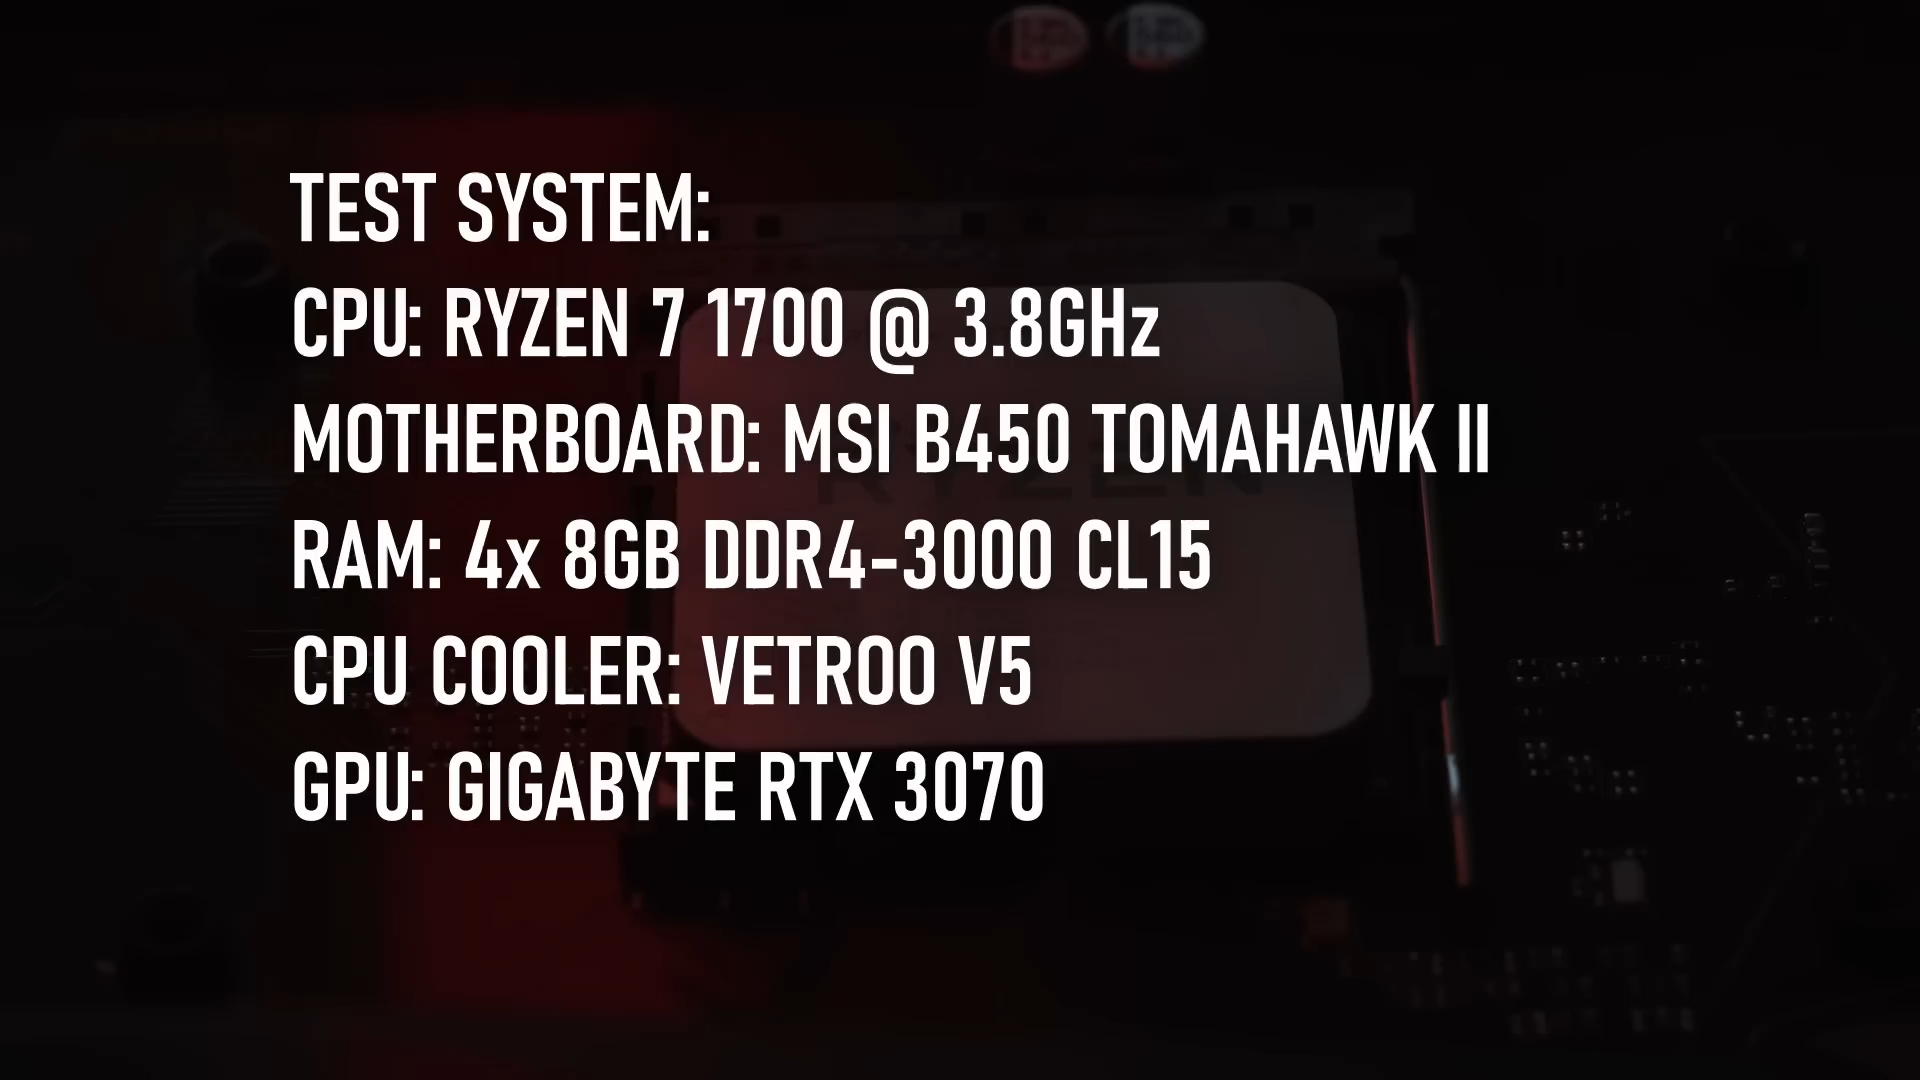 TEST SYSTEM:
CPU: RYZEN 7 1700 @ 3.8GHz
MOTHERBOARD: MSI B450 TOMAHAWK II
RAM: 4x 8GB DDR4-3000 CL15
CPU COOLER: VETROO V5
GPU: GIGABYTE RTX 3070
RYZEN